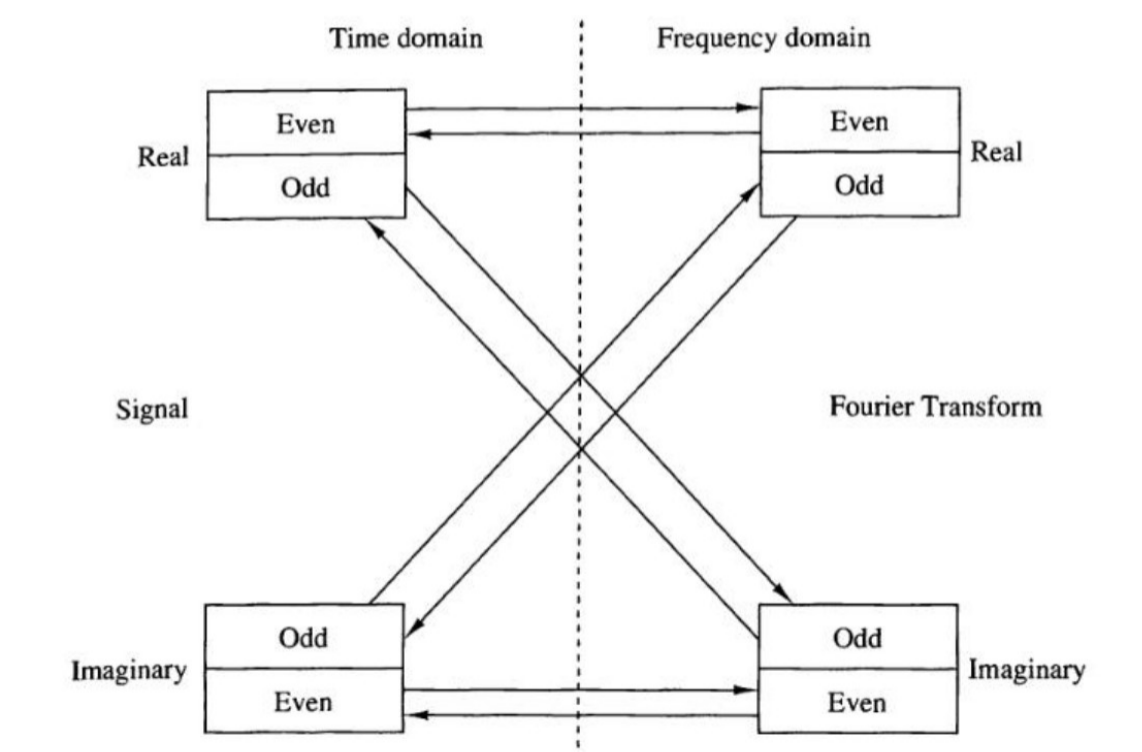 Time domain
Frequency domain
Real
Even
Odd
Even
Odd
Real
Signal
Fourier Transform
Imaginary
Odd
Even
Odd
Even
Imaginary